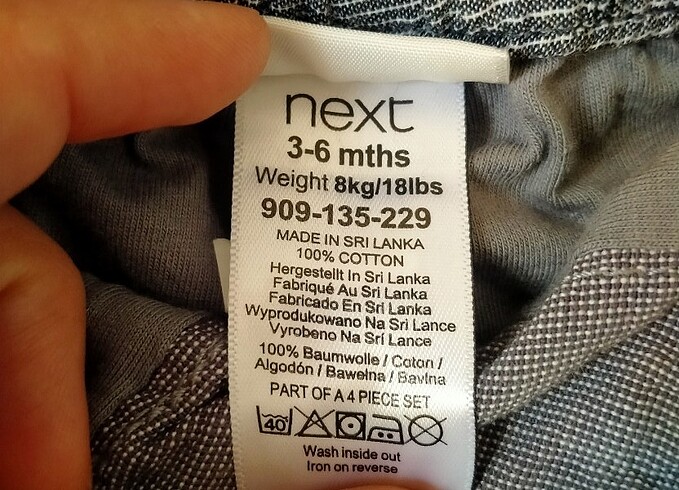 next
3-6 mths
Weight 8kg/18lbs
909-135-229
MADE IN SRI LANKA
100% COTTON
Hergestellt In Sri Lanka
Fabriqué Au Sri Lanka
Fabricado En Sri Lanka
Wyprodukowano Na Sri Lance
Vyrobeno Na Srí Lance
100% Baumwolle / Coton /
Algodón / Bawełna / Bavlna
PART OF A 4 PIECE SET
40
Wash inside out
Iron on reverse